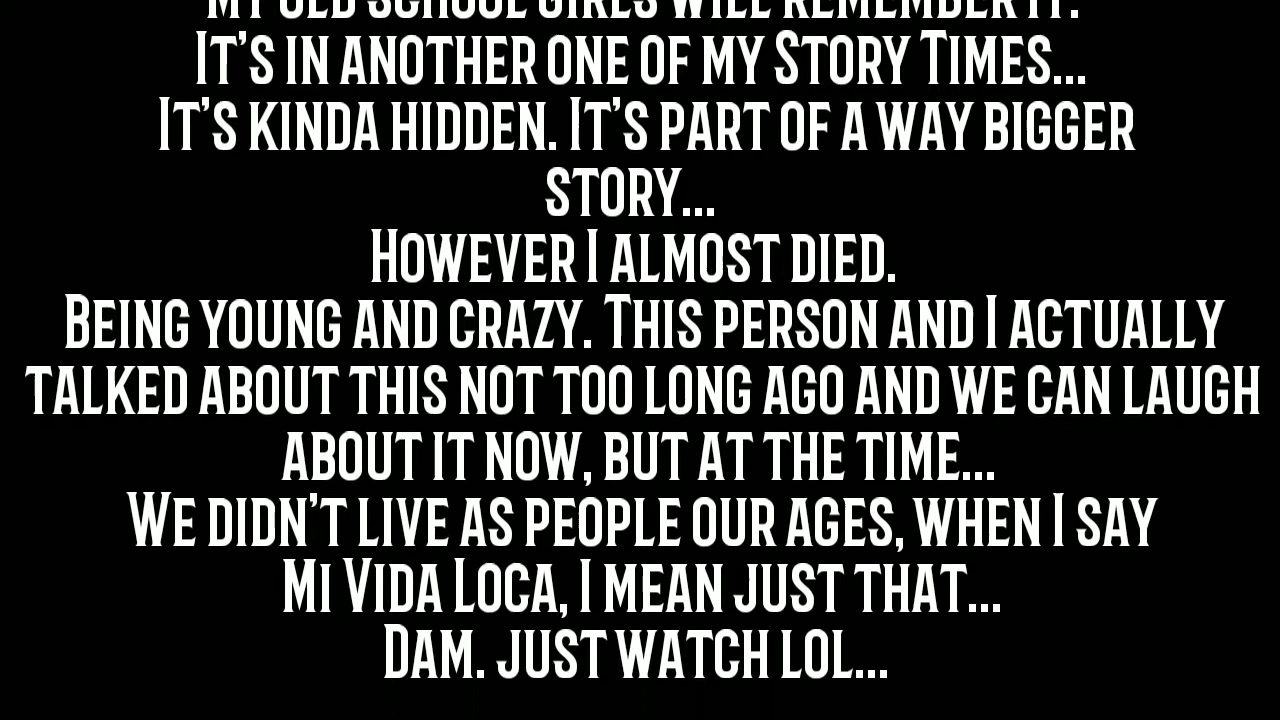 My old school girls will remember it.
It's in another one of my Story Times...
It's kinda hidden. It's part of a way bigger
story...
However I almost died.
Being young and crazy. This person and I actually
talked about this not too long ago and we can laugh
about it now, but at the time...
We didn't live as people our ages, when I say
Mi Vida Loca, I mean just that...
Dam. just watch lol...